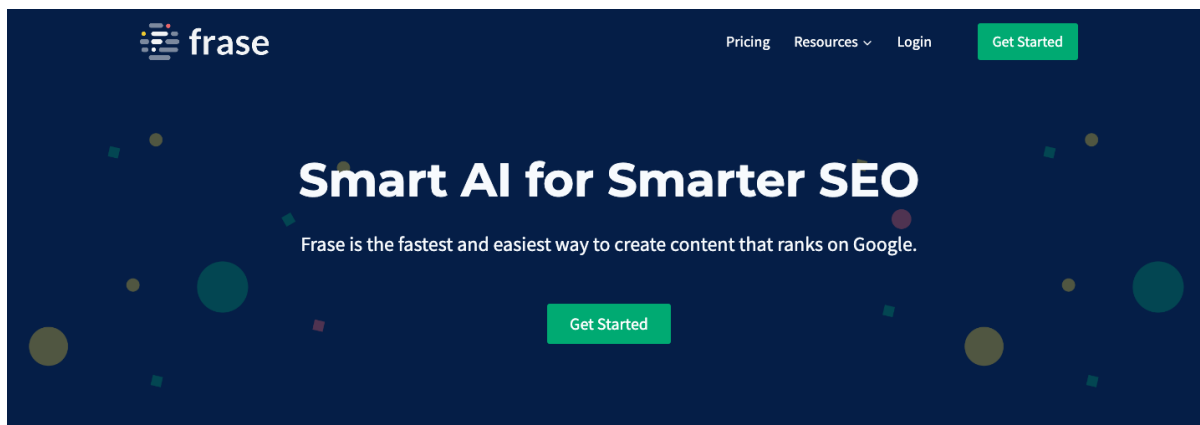 frase
Pricing Resources Login Get Started
Smart AI for Smarter SEO
Frase is the fastest and easiest way to create content that ranks on Google.
Get Started